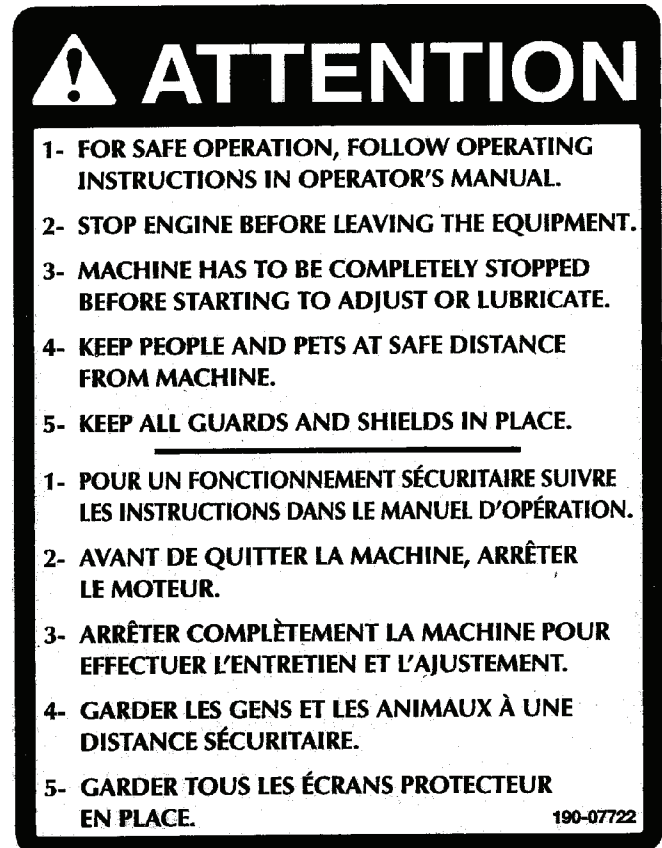 ATTENTION
1- FOR SAFE OPERATION, FOLLOW OPERATING
INSTRUCTIONS IN OPERATOR'S MANUAL.
2- STOP ENGINE BEFORE LEAVING THE EQUIPMENT.
3- MACHINE HAS TO BE COMPLETELY STOPPED
BEFORE STARTING TO ADJUST OR LUBRICATE.
4- KEEP PEOPLE AND PETS AT SAFE DISTANCE
FROM MACHINE.
5- KEEP ALL GUARDS AND SHIELDS IN PLACE.
1- POUR UN FONCTIONNEMENT SÉCURITAIRE SUIVRE
LES INSTRUCTIONS DANS LE MANUEL D'OPÉRATION.
2- AVANT DE QUITTER LA MACHINE, ARRÊTER
LE MOTEUR.
3- ARRÊTER COMPLÈTEMENT LA MACHINE POUR
EFFECTUER L'ENTRETIEN ET L'AJUSTEMENT.
4- GARDER LES GENS ET LES ANIMAUX À UNE
DISTANCE SÉCURITAIRE.
5- GARDER TOUS LES ÉCRANS PROTECTEUR
EN PLACE.
190-07722